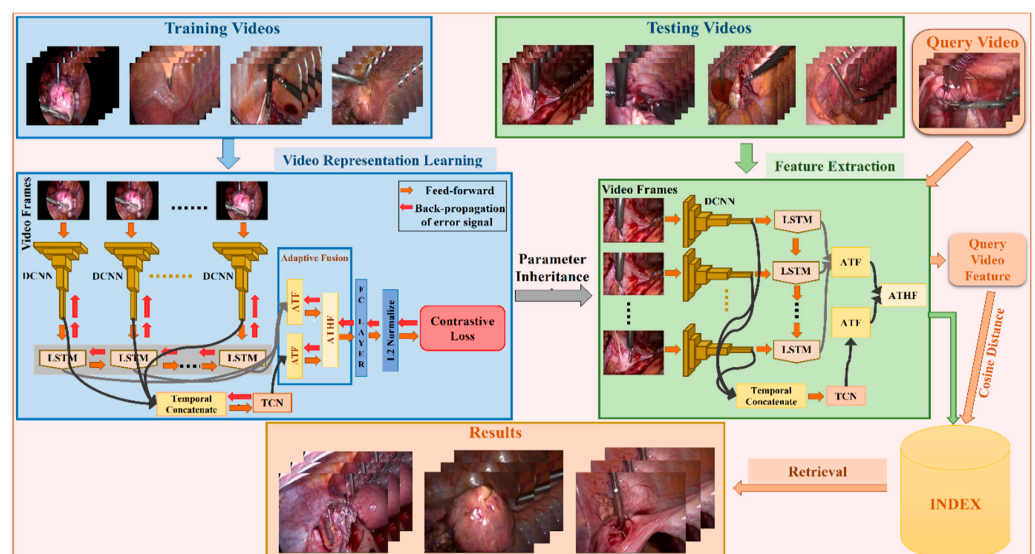 Training Videos
Testing Videos
Query Video
Video Representation Learning
Feature Extraction
Video Frames
DCNN
DCNN
DCNN
Feed-forward
Back-propagation
of error signal
LSTM
LSTM
LSTM
Temporal
Concatenate
TCN
Adaptive Fusion
ATF
ATF
ATHF
FC LAYER
L2 Normalize
Contrastive
Loss
Parameter
Inheritance
Video Frames
DCNN
LSTM
LSTM
LSTM
Temporal
Concatenate
TCN
ATF
ATF
ATHF
Query
Video
Feature
Cosine Distance
INDEX
Retrieval
Results